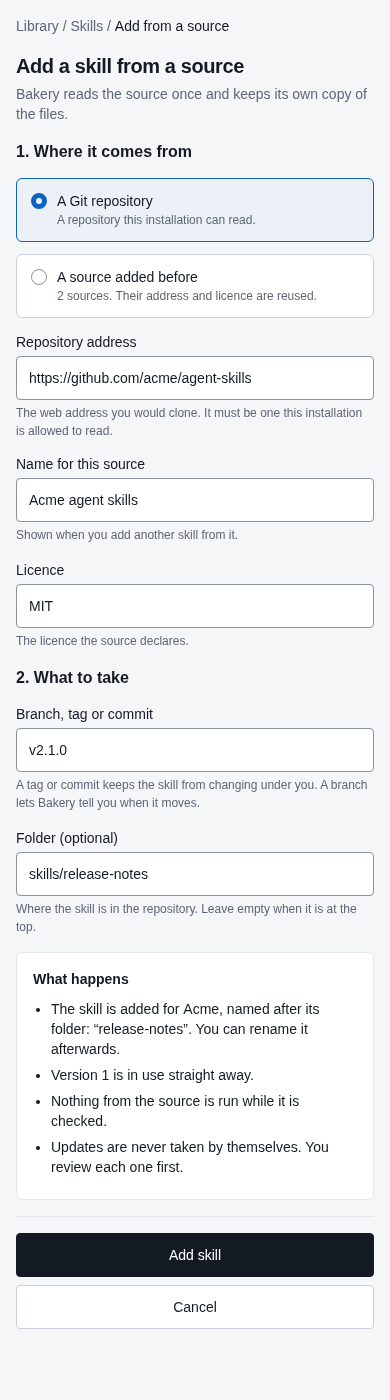 Library / Skills / Add from a source
Add a skill from a source
Bakery reads the source once and keeps its own copy of
the files.
1. Where it comes from
A Git repository
A repository this installation can read.
A source added before
2 sources. Their address and licence are reused.
Repository address
https://github.com/acme/agent-skills
The web address you would clone. It must be one this installation
is allowed to read.
Name for this source
Acme agent skills
Shown when you add another skill from it.
Licence
MIT
The licence the source declares.
2. What to take
Branch, tag or commit
v2.1.0
A tag or commit keeps the skill from changing under you. A branch
lets Bakery tell you when it moves.
Folder (optional)
skills/release-notes
Where the skill is in the repository. Leave empty when it is at the
top.
What happens
• The skill is added for Acme, named after its
folder: “release-notes”. You can rename it
afterwards.
• Version 1 is in use straight away.
• Nothing from the source is run while it is
checked.
• Updates are never taken by themselves. You
review each one first.
Add skill
Cancel